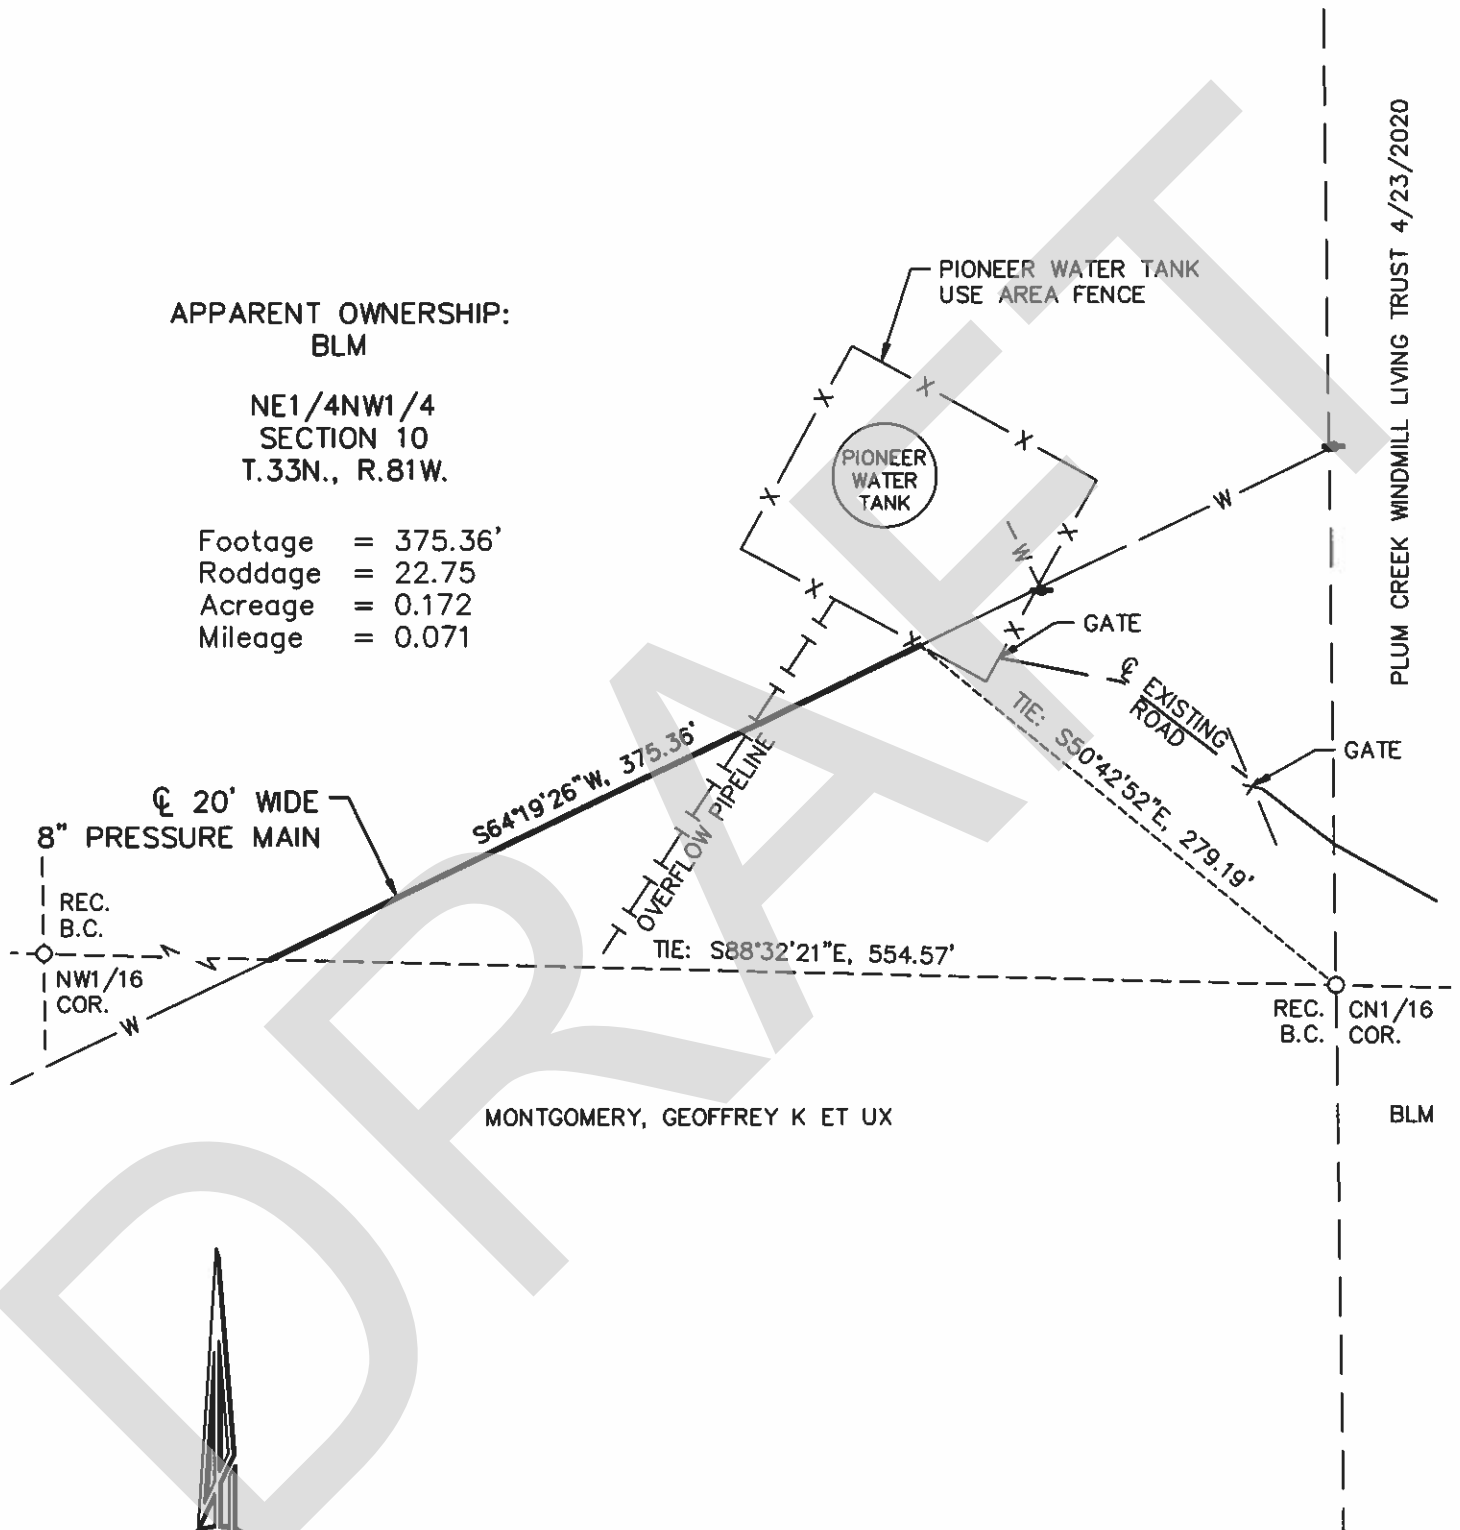 PLUM CREEK WINDMILL LIVING TRUST 4/23/2020
PIONEER WATER TANK
USE AREA FENCE
APPARENT OWNERSHIP:
BLM
NE1/4NW1/4
SECTION 10
T.33N., R.81W.
Footage = 375.36'
Roddage = 22.75
Acreage = 0.172
Mileage = 0.071
X
X
X
X
X
X
X
X
PIONEER
WATER
TANK
W
W
GATE
℄ EXISTING
ROAD
GATE
TIE: S50°42'52"E, 279.19'
S64°19'26"W, 375.36'
OVERFLOW PIPELINE
℄ 20' WIDE
8" PRESSURE MAIN
REC.
B.C.
NW1/16
COR.
W
TIE: S88°32'21"E, 554.57'
REC.
B.C.
CN1/16
COR.
MONTGOMERY, GEOFFREY K ET UX
BLM
DRAFT